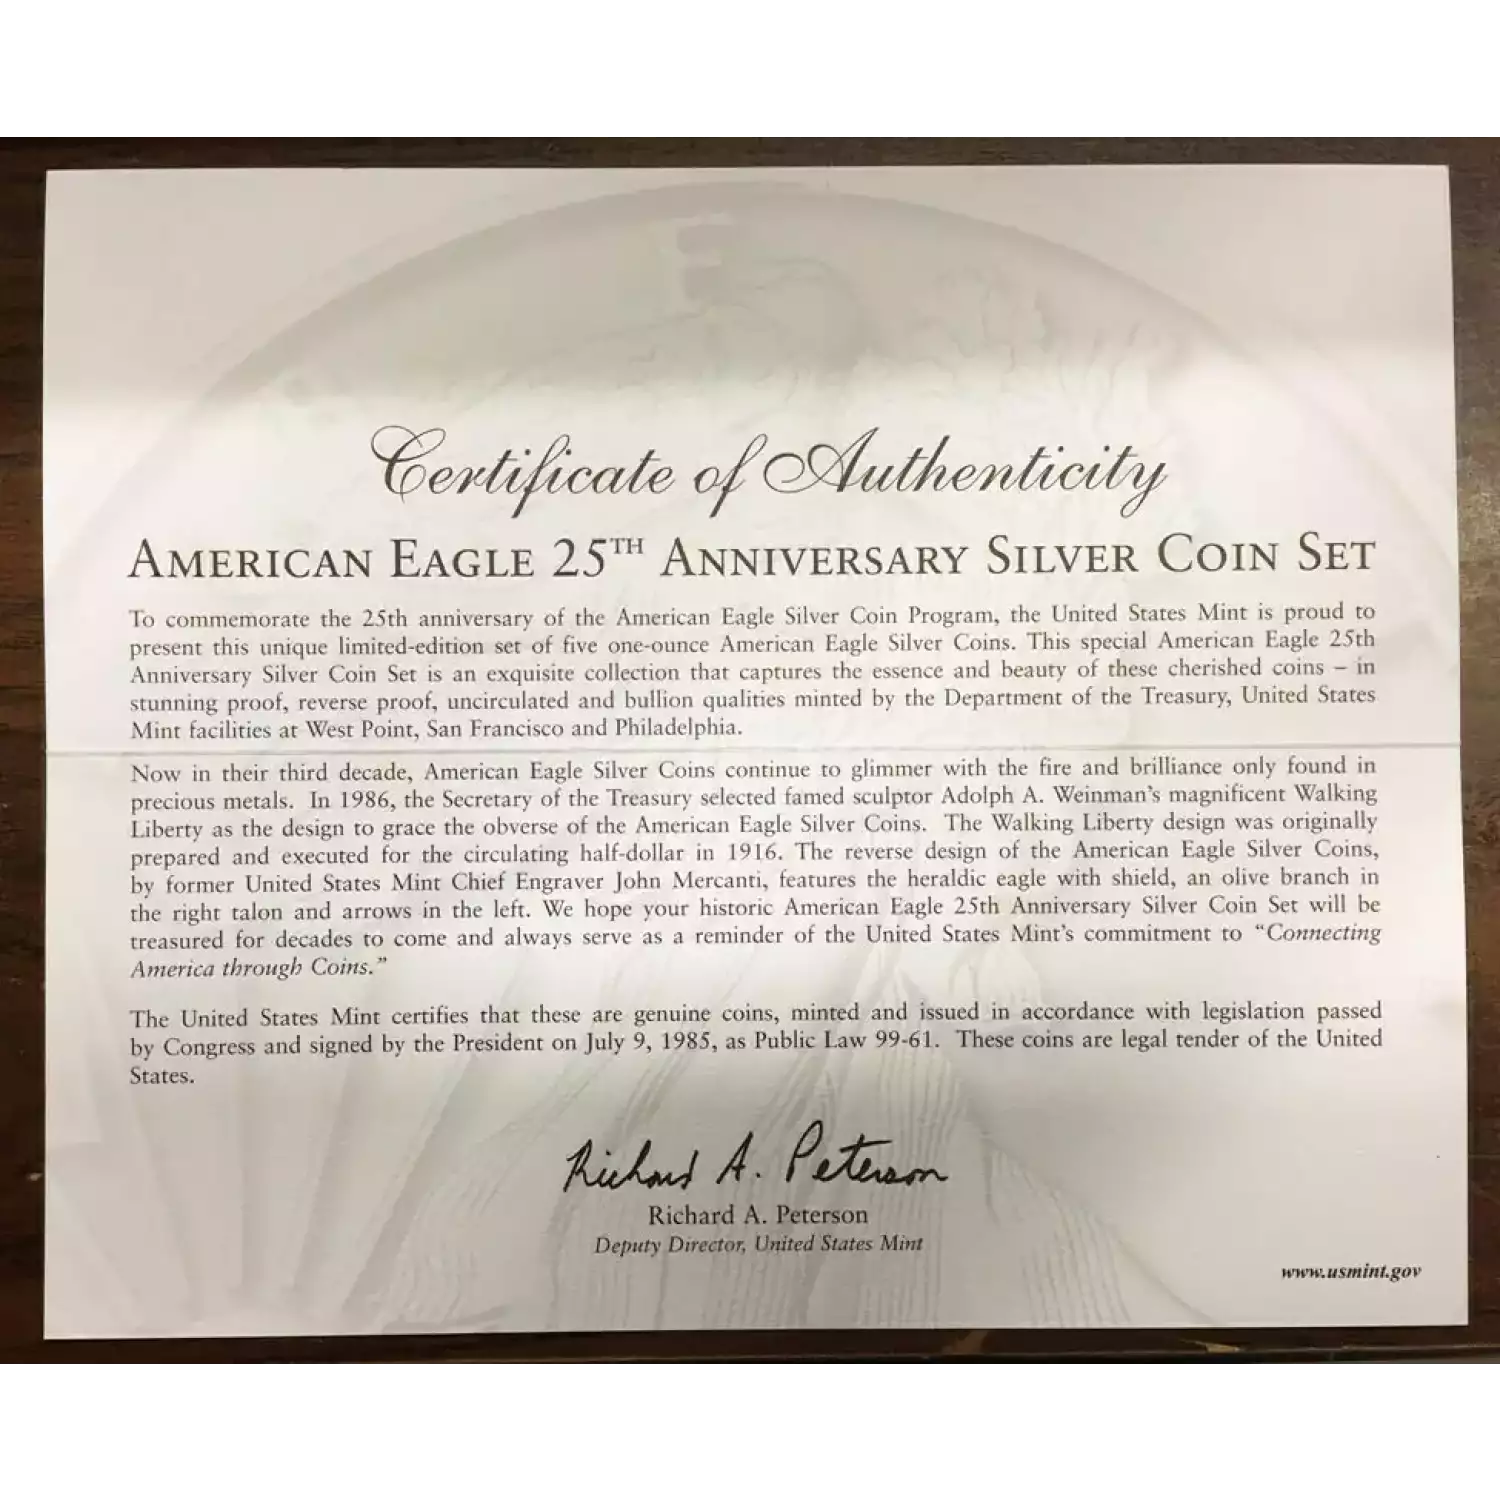 Certificate of Authenticity
AMERICAN EAGLE 25TH ANNIVERSARY SILVER COIN SET
To commemorate the 25th anniversary of the American Eagle Silver Coin Program, the United States Mint is proud to
present this unique limited-edition set of five one-ounce American Eagle Silver Coins. This special American Eagle 25th
Anniversary Silver Coin Set is an exquisite collection that captures the essence and beauty of these cherished coins – in
stunning proof, reverse proof, uncirculated and bullion qualities minted by the Department of the Treasury, United States
Mint facilities at West Point, San Francisco and Philadelphia.
Now in their third decade, American Eagle Silver Coins continue to glimmer with the fire and brilliance only found in
precious metals. In 1986, the Secretary of the Treasury selected famed sculptor Adolph A. Weinman's magnificent Walking
Liberty as the design to grace the obverse of the American Eagle Silver Coins. The Walking Liberty design was originally
prepared and executed for the circulating half-dollar in 1916. The reverse design of the American Eagle Silver Coins,
by former United States Mint Chief Engraver John Mercanti, features the heraldic eagle with shield, an olive branch in
the right talon and arrows in the left. We hope your historic American Eagle 25th Anniversary Silver Coin Set will be
treasured for decades to come and always serve as a reminder of the United States Mint's commitment to "Connecting
America through Coins."
The United States Mint certifies that these are genuine coins, minted and issued in accordance with legislation passed
by Congress and signed by the President on July 9, 1985, as Public Law 99-61. These coins are legal tender of the United
States.
Richard A. Peterson
Richard A. Peterson
Deputy Director, United States Mint
www.usmint.gov